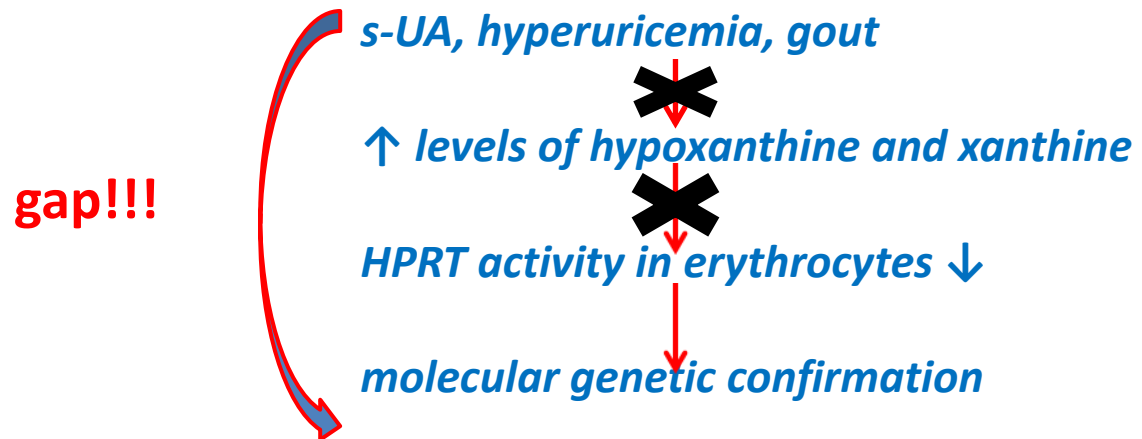 s-UA, hyperuricemia, gout
↑ levels of hypoxanthine and xanthine
gap!!!
HPRT activity in erythrocytes ↓
molecular genetic confirmation